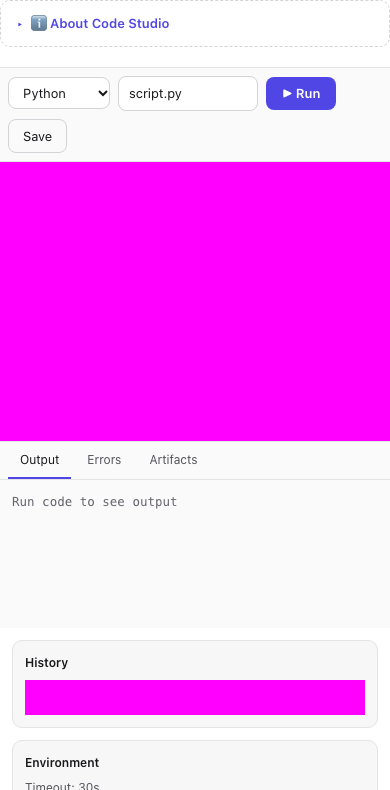 ℹ️ About Code Studio
Python
script.py
▶ Run
Save
Output
Errors
Artifacts
Run code to see output
History
Environment
Timeout: 30s